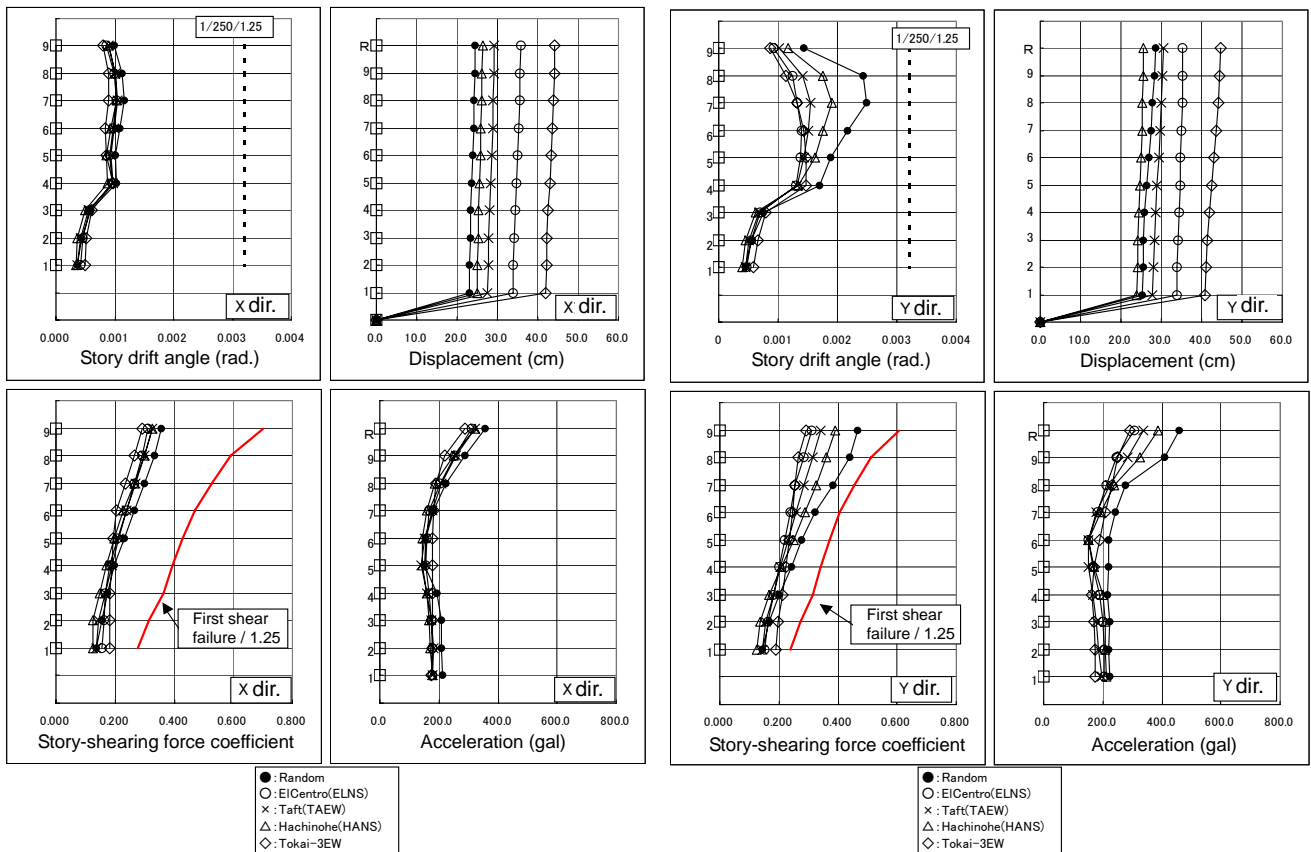 1/250/1.25
9
8
7
6
5
4
3
2
1
X dir.
0.000 0.001 0.002 0.003 0.004
Story drift angle (rad.)
R
9
8
7
6
5
4
3
2
1
X dir.
0.0 10.0 20.0 30.0 40.0 50.0 60.0
Displacement (cm)
1/250/1.25
9
8
7
6
5
4
3
2
1
Y dir.
0 0.001 0.002 0.003 0.004
Story drift angle (rad.)
R
9
8
7
6
5
4
3
2
1
Y dir.
0.0 10.0 20.0 30.0 40.0 50.0 60.0
Displacement (cm)
9
8
7
6
5
4
3
2
1
First shear
failure / 1.25
X dir.
0.000 0.200 0.400 0.600 0.800
Story-shearing force coefficient
R
9
8
7
6
5
4
3
2
1
X dir.
0.0 200.0 400.0 600.0 800.0
Acceleration (gal)
9
8
7
6
5
4
3
2
1
First shear
failure / 1.25
Y dir.
0.000 0.200 0.400 0.600 0.800
Story-shearing force coefficient
R
9
8
7
6
5
4
3
2
1
Y dir.
0.0 200.0 400.0 600.0 800.0
Acceleration (gal)
●: Random
○: ElCentro(ELNS)
×: Taft(TAEW)
△: Hachinohe(HANS)
◇: Tokai-3EW
●: Random
○: ElCentro(ELNS)
×: Taft(TAEW)
△: Hachinohe(HANS)
◇: Tokai-3EW